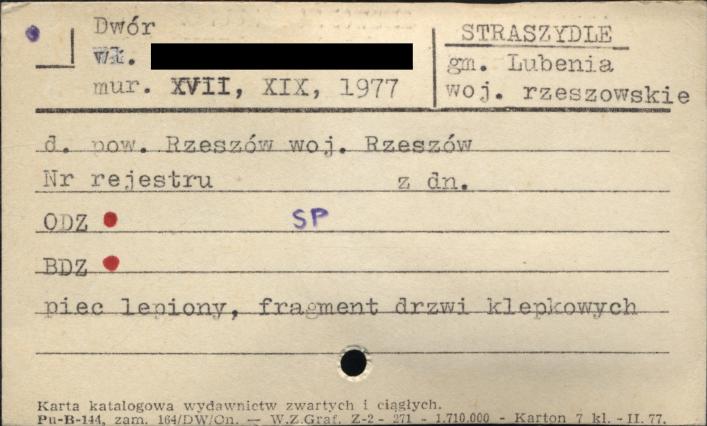 Dwór
STRASZYDLE
wł.
gm. Lubenia
mur. XVII, XIX, 1977
woj. rzeszowskie
d. pow. Rzeszów woj. Rzeszów
Nr rejestru z dn.
ODZ SP
BDZ
piec lepiony, fragment drzwi klepkowych
Karta katalogowa wydawnictw zwartych i ciągłych.
Pu-B-144, zam. 164/DW/Cn. — W.Z.Graf. Z-2 - 271 - 1.710.000 - Karton 7 kl. - II. 77.